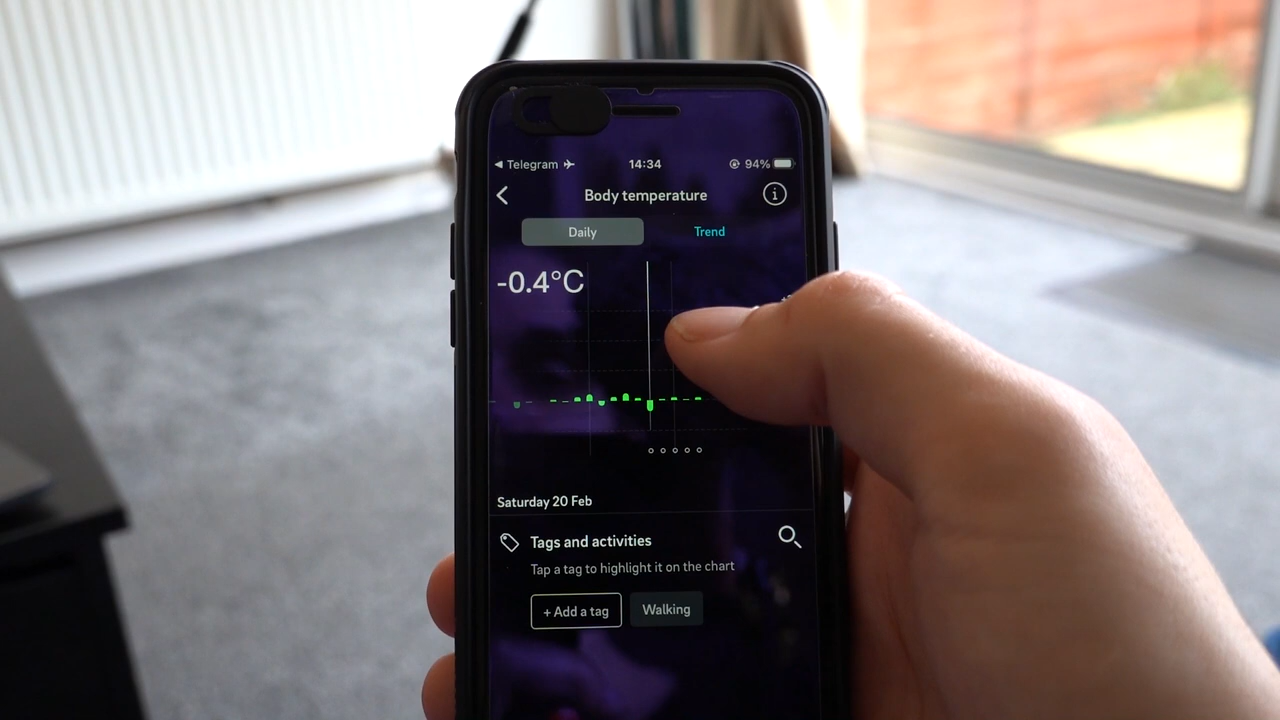 Telegram 14:34 94%
Body temperature
Daily Trend
-0.4°C
Saturday 20 Feb
Tags and activities
Tap a tag to highlight it on the chart
+ Add a tag Walking